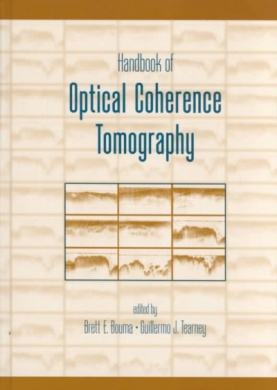 Handbook of
Optical Coherence
Tomography
edited by
Brett E. Bouma • Guillermo J. Tearney